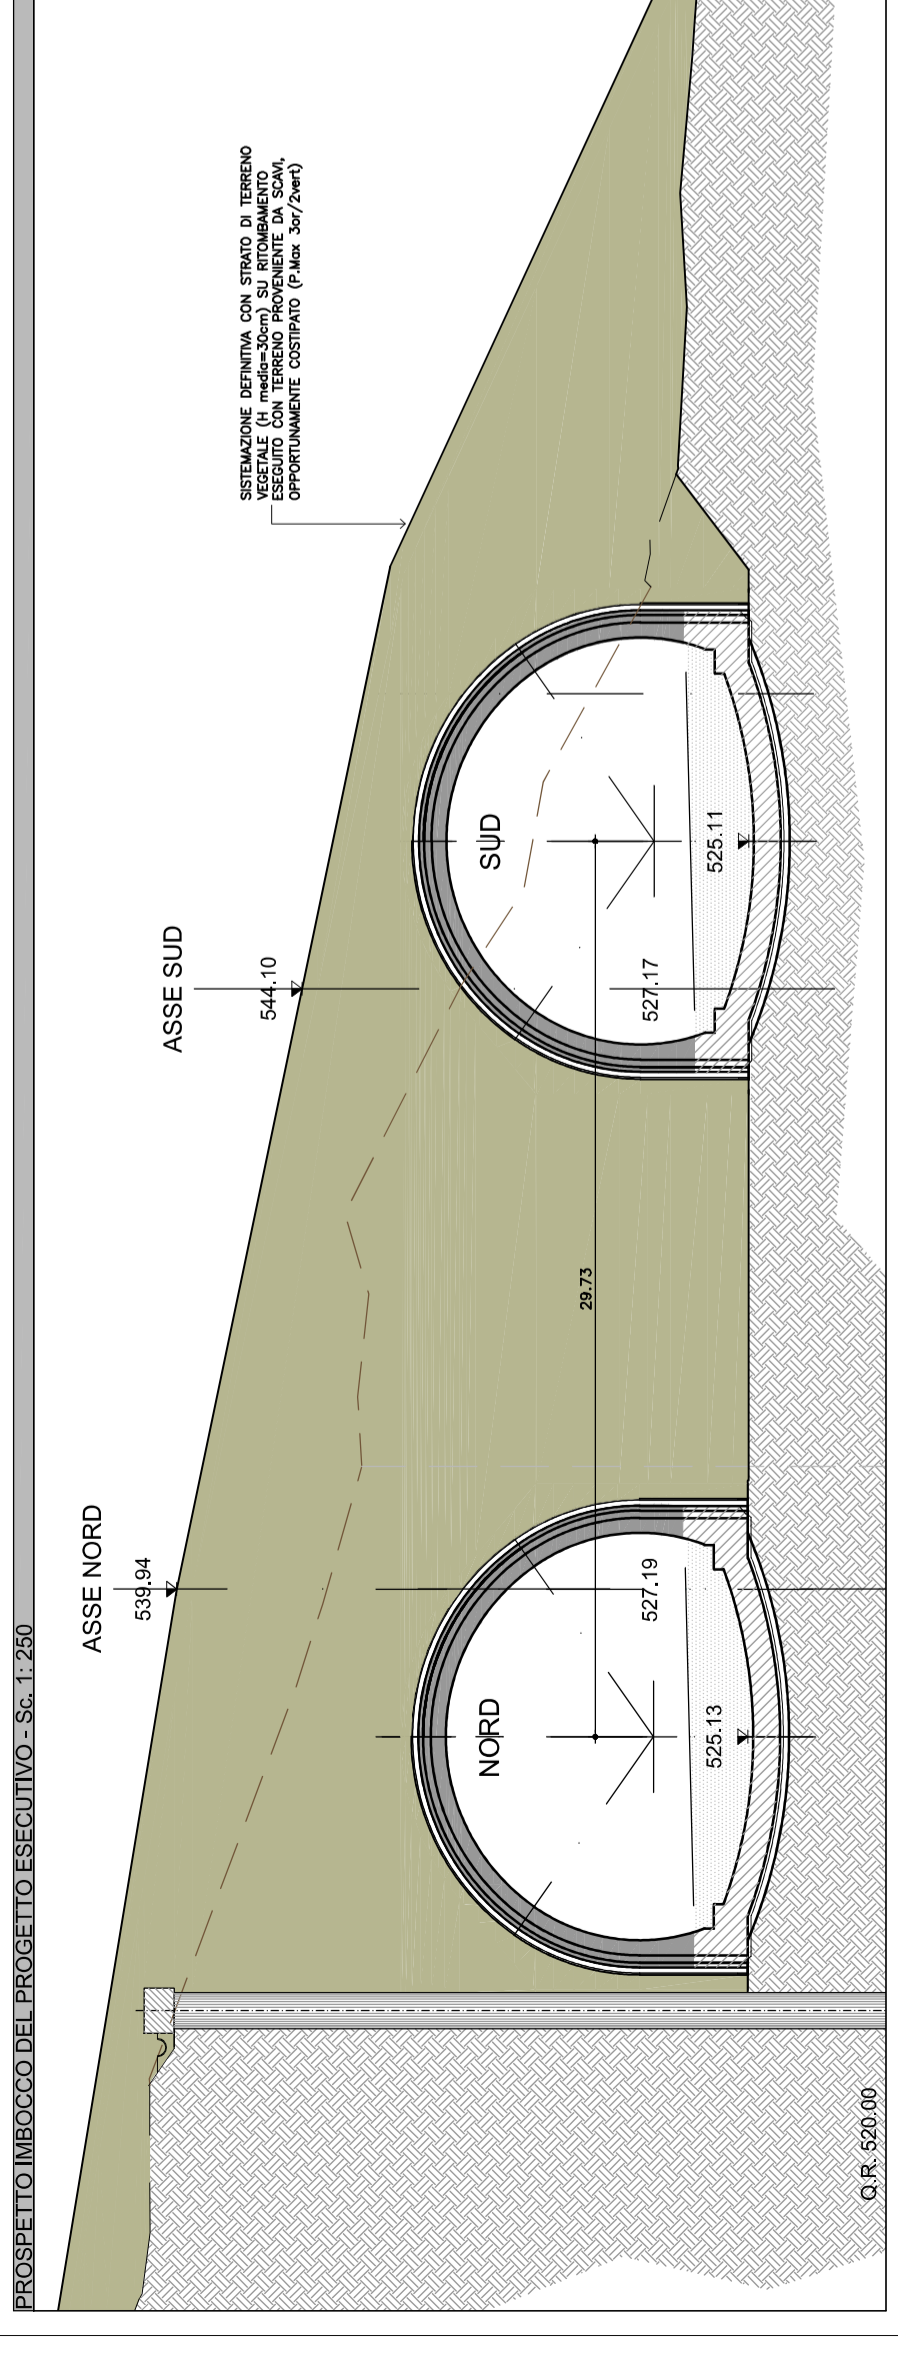 PROSPETTO IMBOCCO DEL PROGETTO ESECUTIVO - Sc. 1:250
ASSE NORD
539.94
ASSE SUD
544.10
SISTEMAZIONE DEFINITIVA CON STRATO DI TERRENO
VEGETALE (H media=30cm) SU RITOMBAMENTO
ESEGUITO CON TERRENO PROVENIENTE DA SCAVI,
OPPORTUNAMENTE COSTIPATO (P.Max 3or/2vert)
NORD
SUD
29.73
527.19
527.17
525.13
525.11
Q.R. 520.00